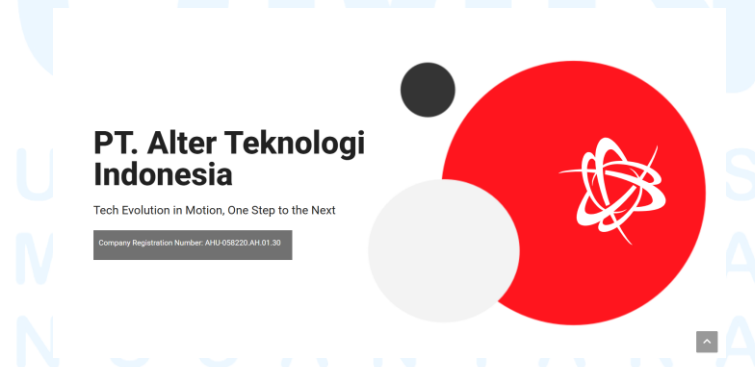 PT. Alter Teknologi
Indonesia
Tech Evolution in Motion, One Step to the Next
Company Registration Number: AHU-058220.AH.01.30